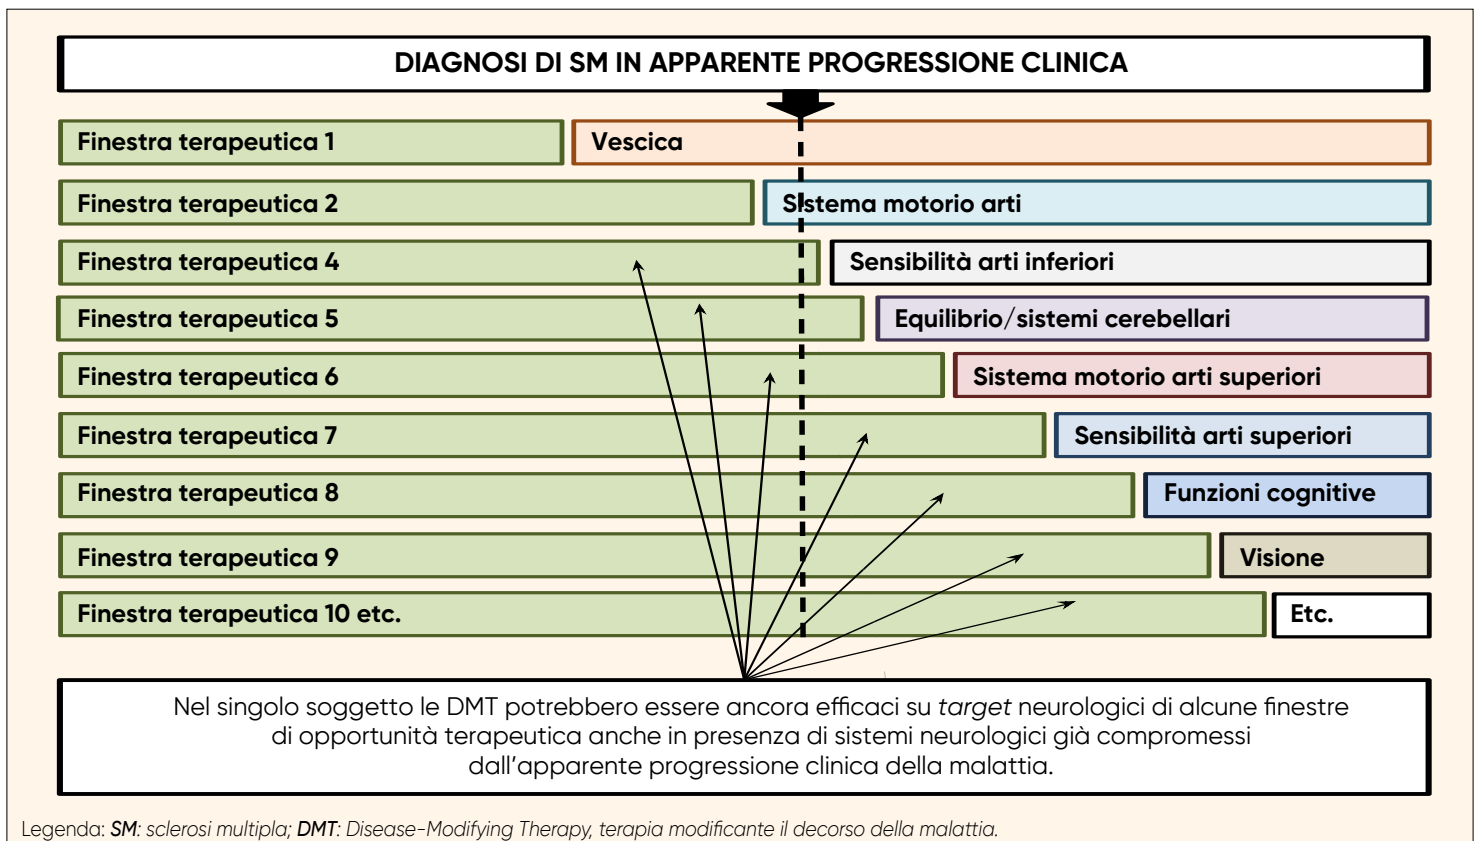 DIAGNOSI DI SM IN APPARENTE PROGRESSIONE CLINICA
Finestra terapeutica 1
Vescica
Finestra terapeutica 2
Sistema motorio arti
Finestra terapeutica 4
Sensibilità arti inferiori
Finestra terapeutica 5
Equilibrio/sistemi cerebellari
Finestra terapeutica 6
Sistema motorio arti superiori
Finestra terapeutica 7
Sensibilità arti superiori
Finestra terapeutica 8
Funzioni cognitive
Finestra terapeutica 9
Visione
Finestra terapeutica 10 etc.
Etc.
Nel singolo soggetto le DMT potrebbero essere ancora efficaci su target neurologici di alcune finestre
di opportunità terapeutica anche in presenza di sistemi neurologici già compromessi
dall’apparente progressione clinica della malattia.
Legenda: SM: sclerosi multipla; DMT: Disease-Modifying Therapy, terapia modificante il decorso della malattia.